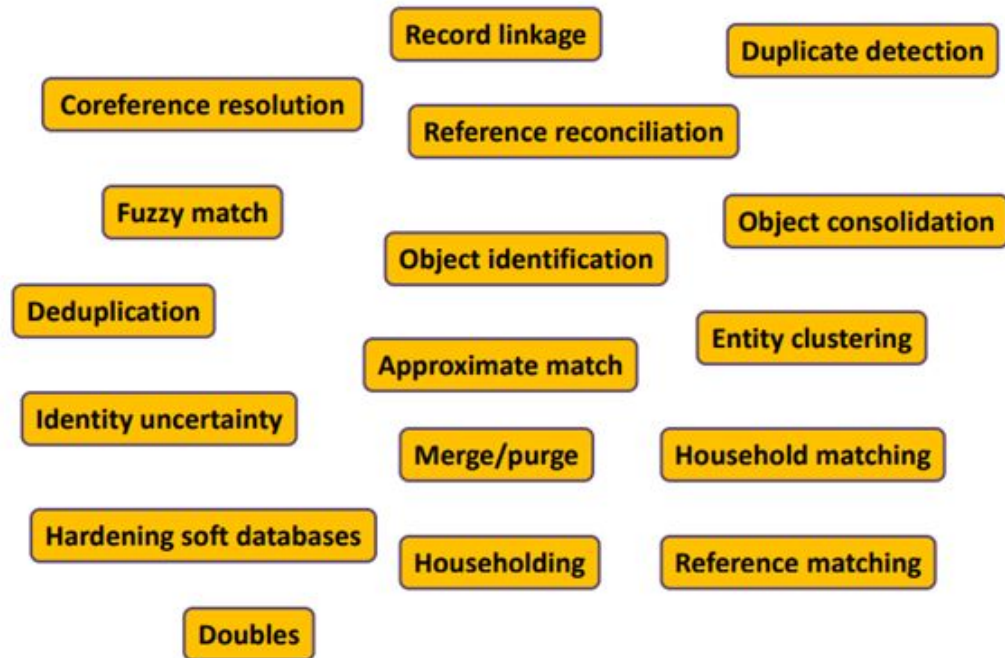 Record linkage
Duplicate detection
Coreference resolution
Reference reconciliation
Fuzzy match
Object consolidation
Object identification
Deduplication
Entity clustering
Approximate match
Identity uncertainty
Merge/purge
Household matching
Hardening soft databases
Householding
Reference matching
Doubles